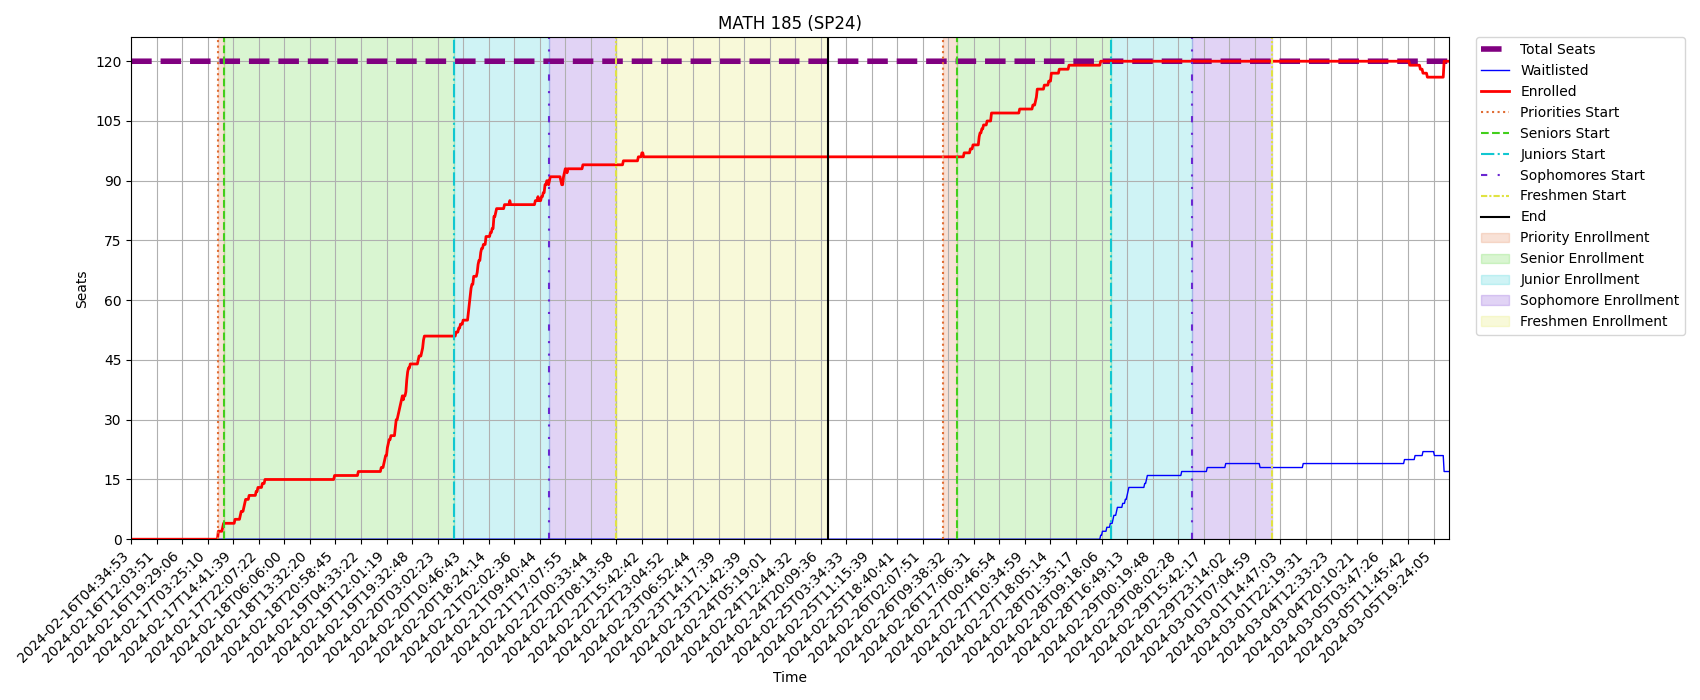 MATH 185 (SP24)
Seats
120
105
90
75
60
45
30
15
0
2024-02-16T04:34:53
2024-02-16T12:03:51
2024-02-16T19:29:06
2024-02-17T03:25:10
2024-02-17T14:41:39
2024-02-17T22:07:22
2024-02-18T06:06:00
2024-02-18T13:32:20
2024-02-18T20:58:45
2024-02-19T04:33:22
2024-02-19T12:01:19
2024-02-19T19:32:48
2024-02-20T03:02:23
2024-02-20T10:46:43
2024-02-20T18:24:14
2024-02-21T02:02:36
2024-02-21T09:40:44
2024-02-21T17:07:55
2024-02-22T00:33:44
2024-02-22T08:13:58
2024-02-22T15:42:42
2024-02-22T23:04:52
2024-02-23T06:52:44
2024-02-23T14:17:39
2024-02-23T21:42:39
2024-02-24T05:19:01
2024-02-24T12:44:32
2024-02-24T20:09:36
2024-02-25T03:34:33
2024-02-25T11:15:39
2024-02-25T18:40:41
2024-02-26T02:07:51
2024-02-26T09:38:32
2024-02-26T17:06:31
2024-02-27T00:46:54
2024-02-27T10:34:59
2024-02-27T18:05:14
2024-02-28T01:35:17
2024-02-28T09:18:06
2024-02-28T16:49:13
2024-02-29T00:19:48
2024-02-29T08:02:28
2024-02-29T15:42:17
2024-02-29T23:14:02
2024-03-01T07:04:59
2024-03-01T14:47:03
2024-03-01T22:19:31
2024-03-04T12:33:23
2024-03-04T20:10:21
2024-03-05T03:47:26
2024-03-05T11:45:42
2024-03-05T19:24:05
Time
Total Seats
Waitlisted
Enrolled
Priorities Start
Seniors Start
Juniors Start
Sophomores Start
Freshmen Start
End
Priority Enrollment
Senior Enrollment
Junior Enrollment
Sophomore Enrollment
Freshmen Enrollment